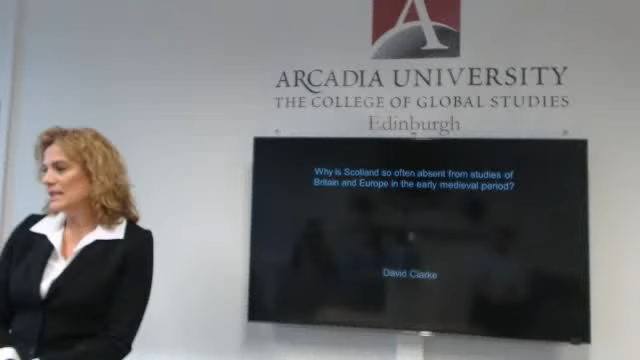 A
ARCADIA UNIVERSITY
THE COLLEGE OF GLOBAL STUDIES
Edinburgh
Why is Scotland so often absent from studies of
Britain and Europe in the early medieval period?
David Clarke